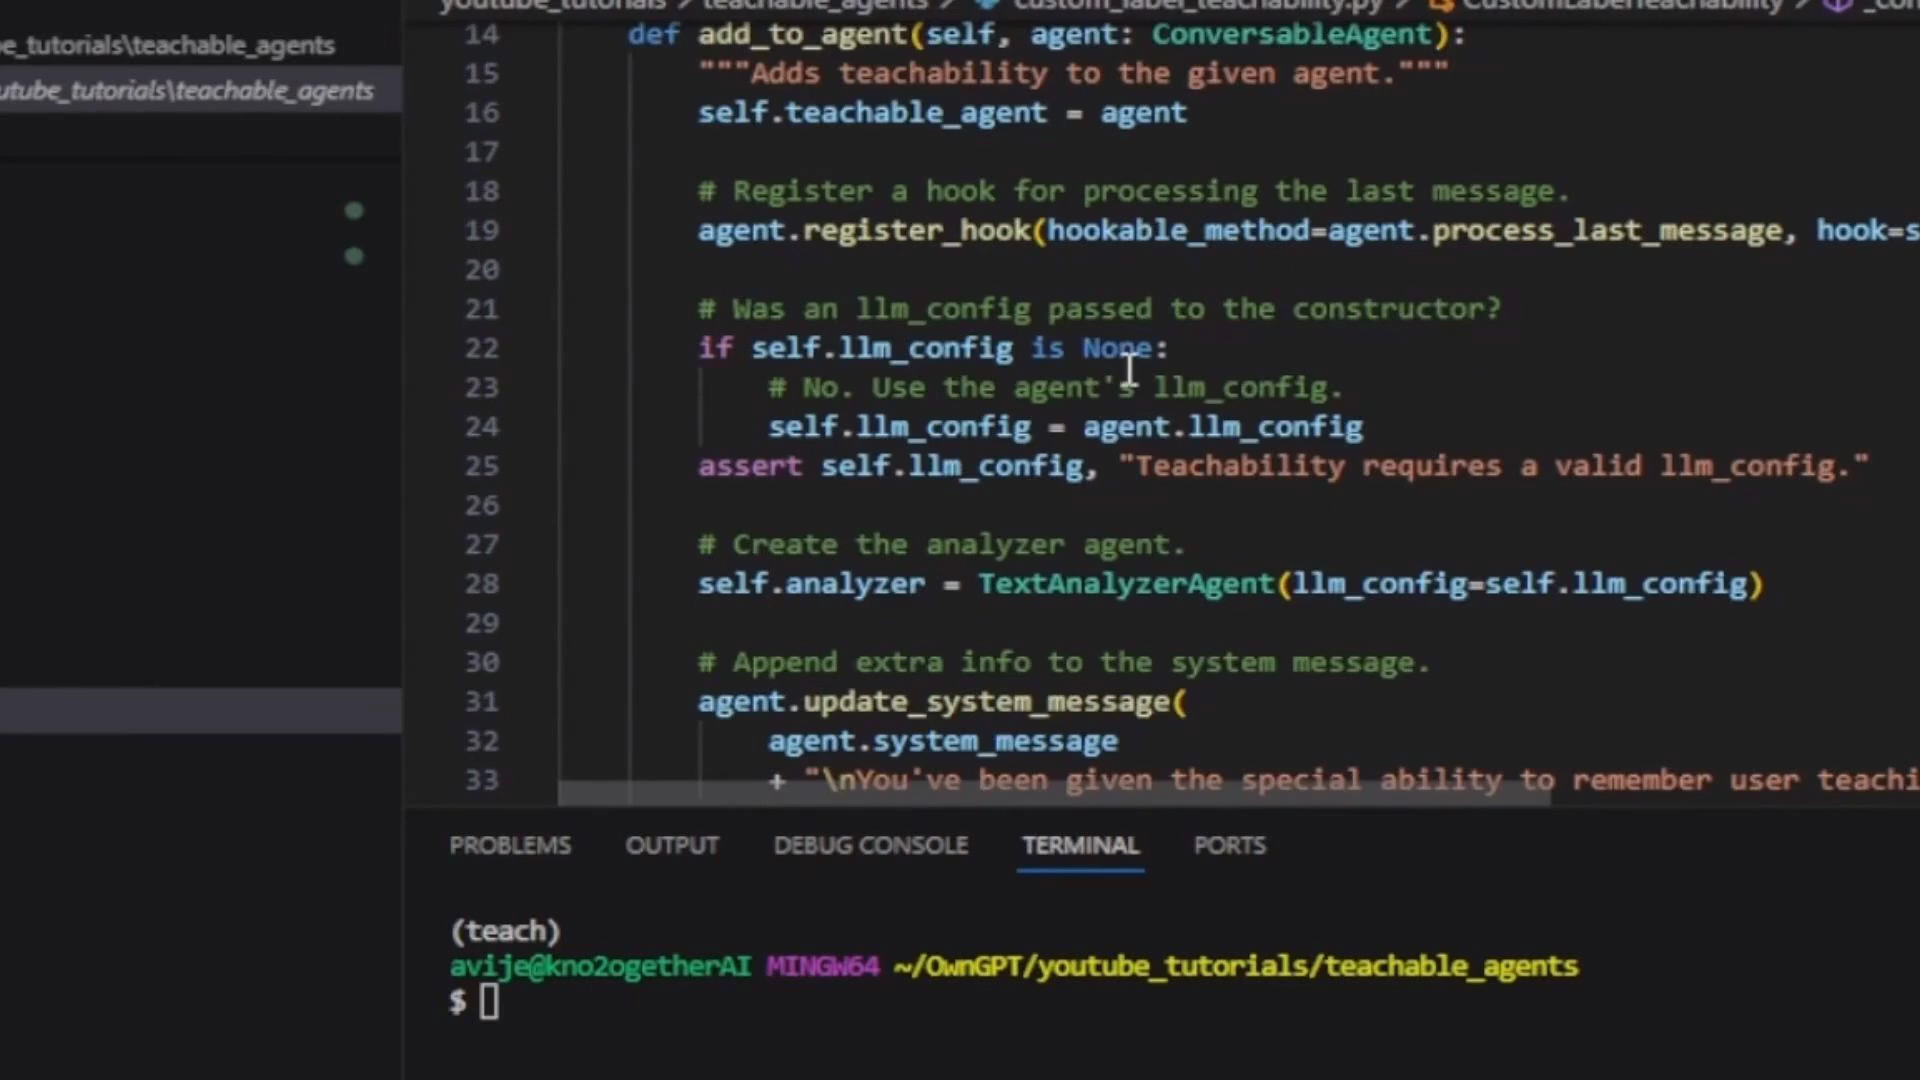 youtube_tutorials > teachable_agents > custom_label_teachability.py > CustomLabelTeachability >
e_tutorials\teachable_agents
utube_tutorials\teachable_agents
14 def add_to_agent(self, agent: ConversableAgent):
15 """Adds teachability to the given agent."""
16 self.teachable_agent = agent
17
18 # Register a hook for processing the last message.
19 agent.register_hook(hookable_method=agent.process_last_message, hook=s
20
21 # Was an llm_config passed to the constructor?
22 if self.llm_config is None:
23 # No. Use the agent's llm_config.
24 self.llm_config = agent.llm_config
25 assert self.llm_config, "Teachability requires a valid llm_config."
26
27 # Create the analyzer agent.
28 self.analyzer = TextAnalyzerAgent(llm_config=self.llm_config)
29
30 # Append extra info to the system message.
31 agent.update_system_message(
32 agent.system_message
33 + "\nYou've been given the special ability to remember user teachi
PROBLEMS OUTPUT DEBUG CONSOLE TERMINAL PORTS
(teach)
avije@kno2ogetherAI MINGW64 ~/OwnGPT/youtube_tutorials/teachable_agents
$